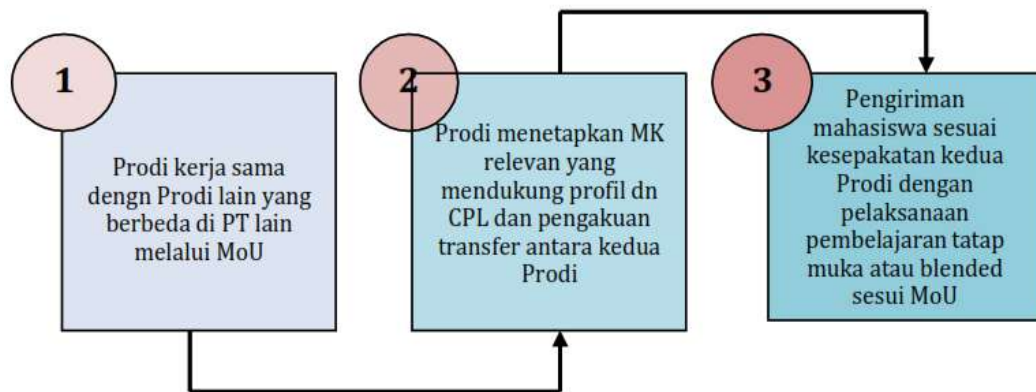 1
Prodi kerja sama
dengn Prodi lain yang
berbeda di PT lain
melalui MoU
2
Prodi menetapkan MK
relevan yang
mendukung profil dn
CPL dan pengakuan
transfer antara kedua
Prodi
3
Pengiriman
mahasiswa sesuai
kesepakatan kedua
Prodi dengan
pelaksanaan
pembelajaran tatap
muka atau blended
sesui MoU